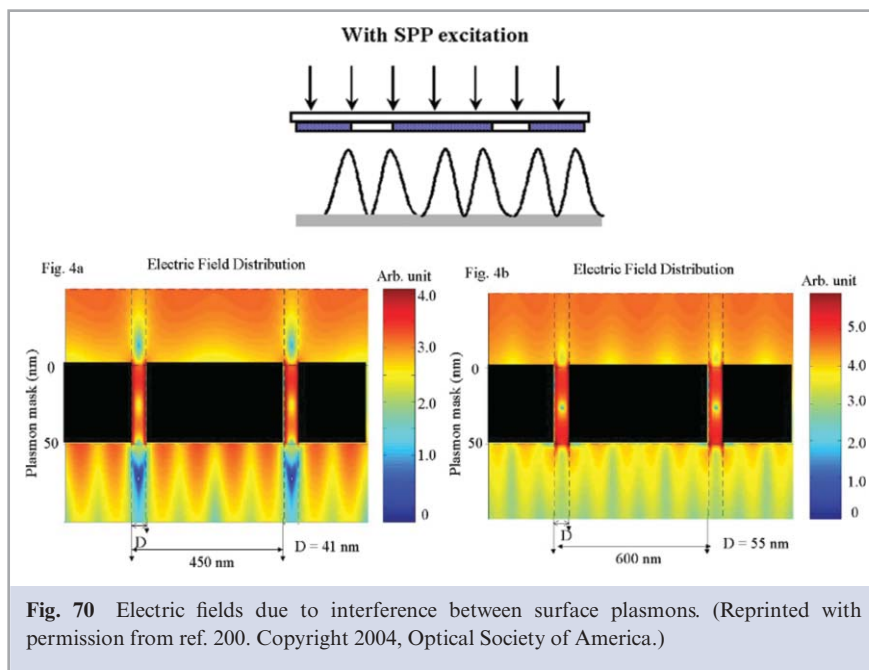 With SPP excitation
Fig. 4a
Electric Field Distribution
Arb. unit
4.0
3.0
2.0
1.0
0
Plasmon mask (nm)
0
50
D
450 nm
D = 41 nm
Fig. 4b
Electric Field Distribution
Arb. unit
5.0
4.0
3.0
2.0
1.0
0
Plasmon mask (nm)
0
50
D
600 nm
D = 55 nm
Fig. 70 Electric fields due to interference between surface plasmons. (Reprinted with
permission from ref. 200. Copyright 2004, Optical Society of America.)